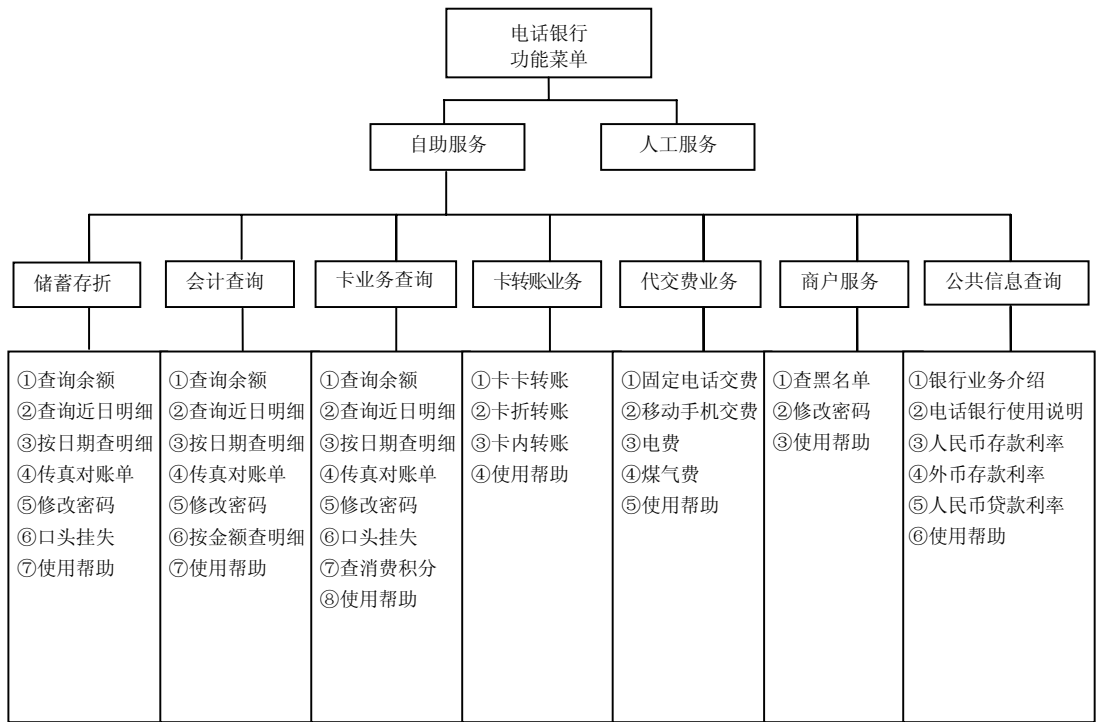 电话银行
功能菜单
自助服务
人工服务
储蓄存折
会计查询
卡业务查询
卡转账业务
代交费业务
商户服务
公共信息查询
①查询余额
②查询近日明细
③按日期查明细
④传真对账单
⑤修改密码
⑥口头挂失
⑦使用帮助
①查询余额
②查询近日明细
③按日期查明细
④传真对账单
⑤修改密码
⑥按金额查明细
⑦使用帮助
①查询余额
②查询近日明细
③按日期查明细
④传真对账单
⑤修改密码
⑥口头挂失
⑦查消费积分
⑧使用帮助
①卡卡转账
②卡折转账
③卡内转账
④使用帮助
①固定电话交费
②移动手机交费
③电费
④煤气费
⑤使用帮助
①查黑名单
②修改密码
③使用帮助
①银行业务介绍
②电话银行使用说明
③人民币存款利率
④外币存款利率
⑤人民币贷款利率
⑥使用帮助